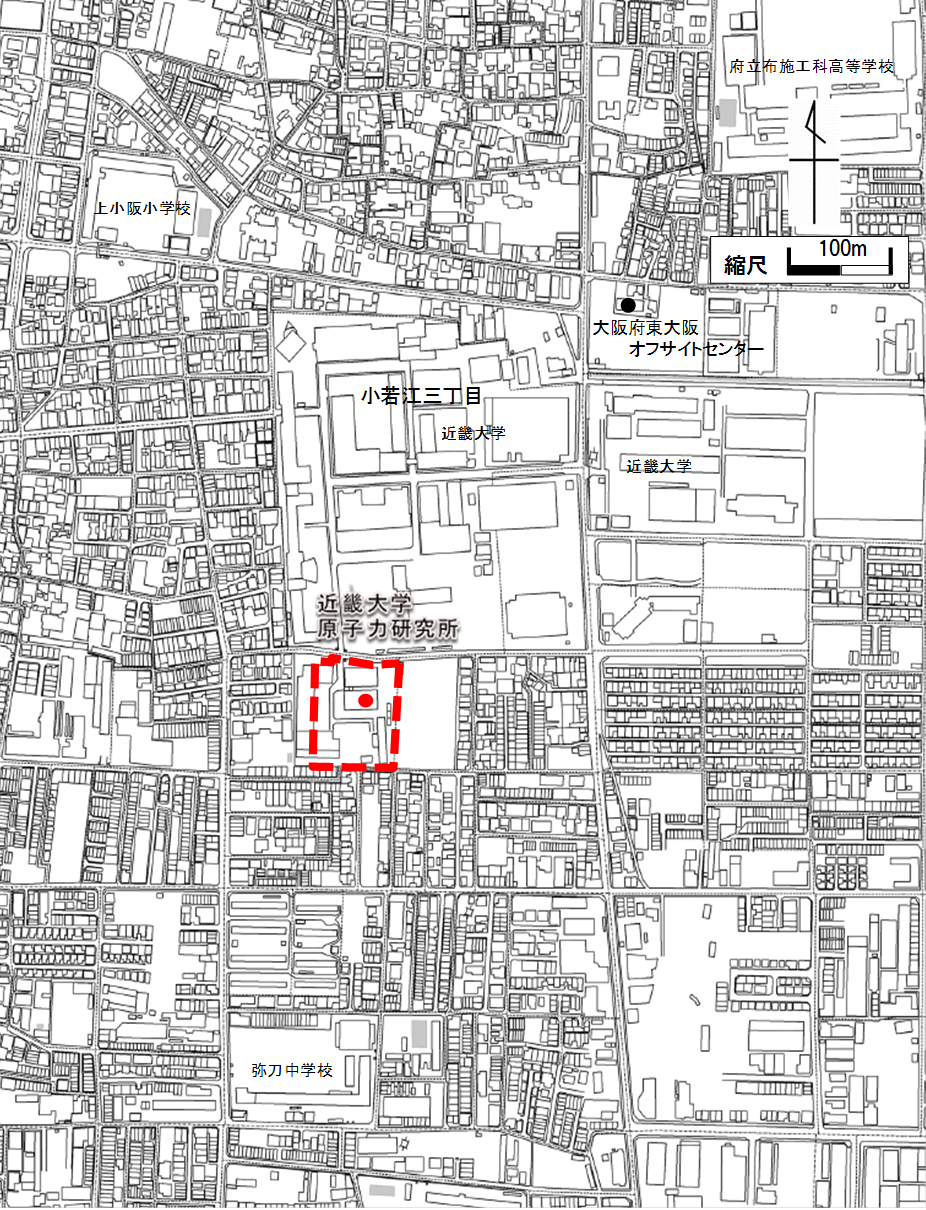 府立布施工科高等学校
上小阪小学校
縮尺
100m
大阪府東大阪
オフサイトセンター
小若江三丁目
近畿大学
近畿大学
近畿大学
原子力研究所
弥刀中学校